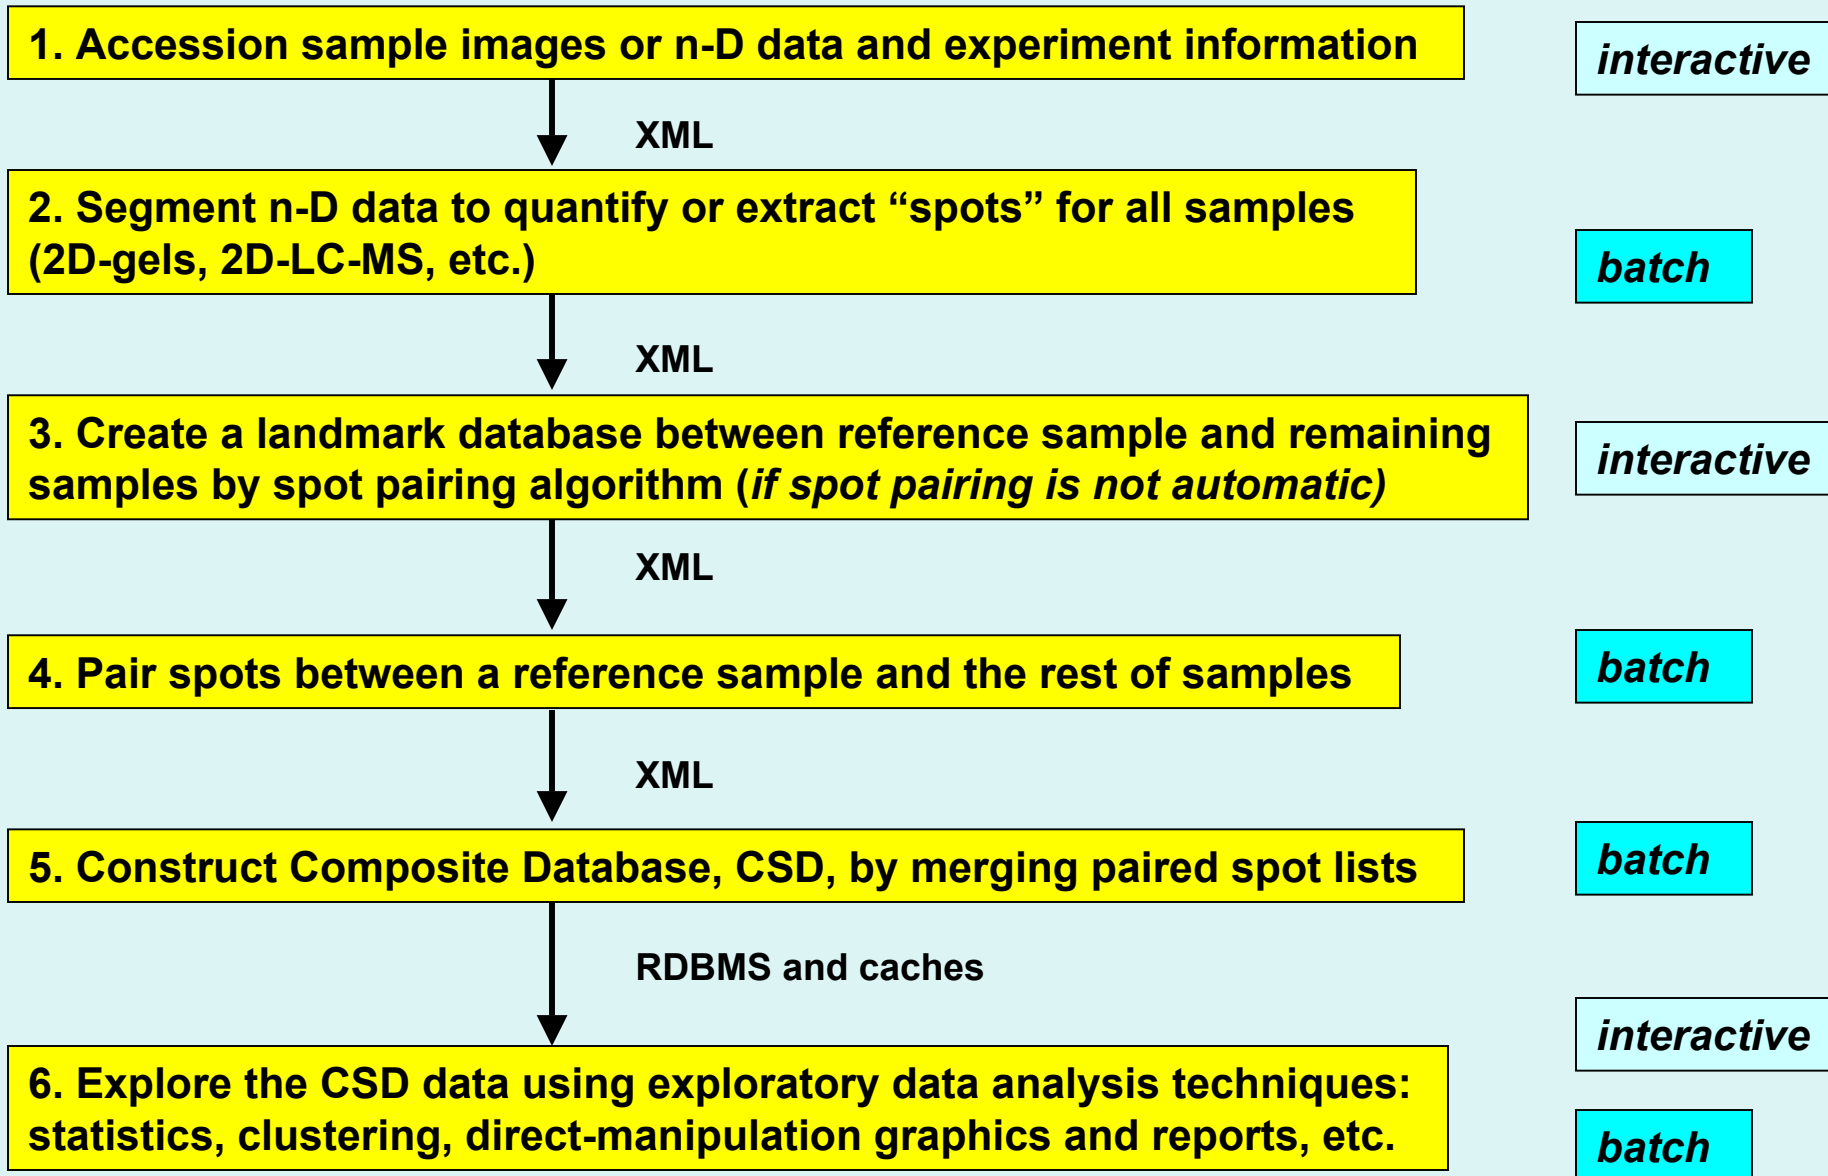 1. Accession sample images or n-D data and experiment information
interactive
XML
2. Segment n-D data to quantify or extract “spots” for all samples
(2D-gels, 2D-LC-MS, etc.)
batch
XML
3. Create a landmark database between reference sample and remaining
samples by spot pairing algorithm (if spot pairing is not automatic)
interactive
XML
4. Pair spots between a reference sample and the rest of samples
batch
XML
5. Construct Composite Database, CSD, by merging paired spot lists
batch
RDBMS and caches
interactive
6. Explore the CSD data using exploratory data analysis techniques:
statistics, clustering, direct-manipulation graphics and reports, etc.
batch